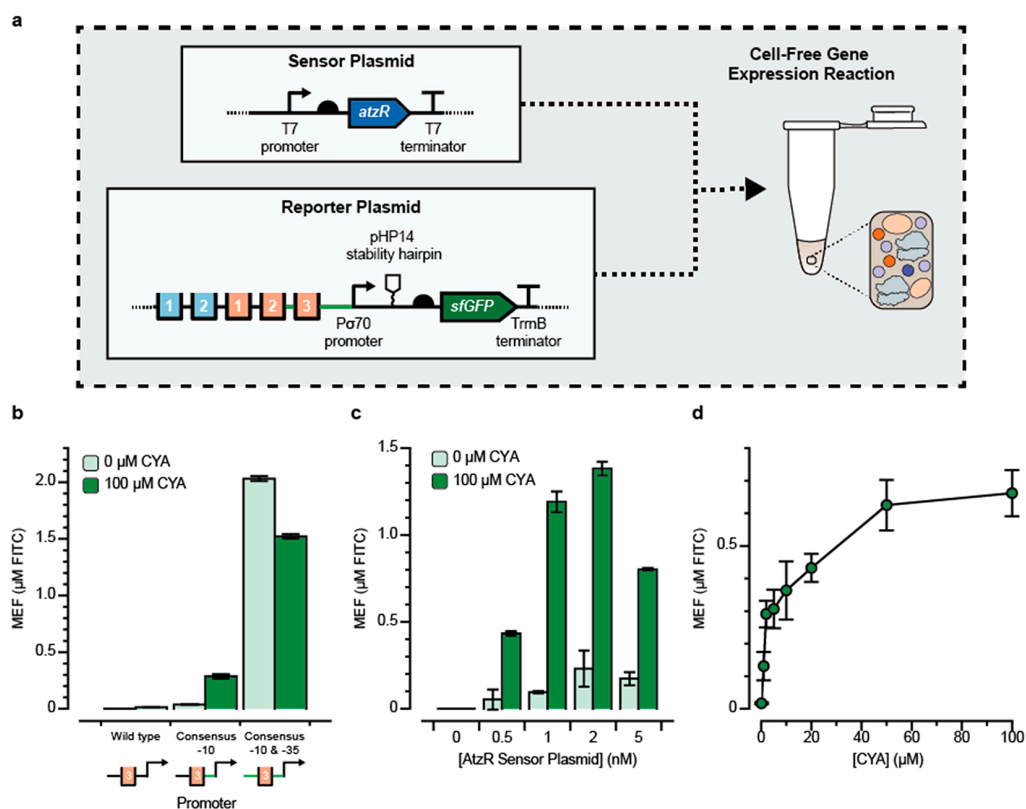 a
Sensor Plasmid
atzR
T7
promoter
T7
terminator
Reporter Plasmid
pHP14
stability hairpin
1 2 1 2 3
sfGFP
Pσ70
promoter
TrrnB
terminator
Cell-Free Gene
Expression Reaction
b
0 µM CYA
100 µM CYA
MEF (µM FITC)
2.0
1.5
1.0
0.5
0
Wild type
Consensus
-10
Consensus
-10 & -35
3 3 3
Promoter
c
0 µM CYA
100 µM CYA
MEF (µM FITC)
1.5
1.0
0.5
0
0 0.5 1 2 5
[AtzR Sensor Plasmid] (nM)
d
MEF (µM FITC)
0.5
0
0 20 40 60 80 100
[CYA] (µM)